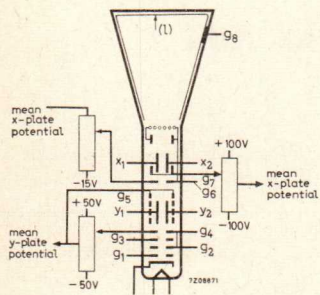 (l)
g8
mean
x-plate
potential
-15V
x1
x2
+100V
g7
g6
mean
x-plate
potential
-100V
g5
+50V
mean
y-plate
potential
-50V
y1
y2
g4
g3
g2
g1
7Z08871